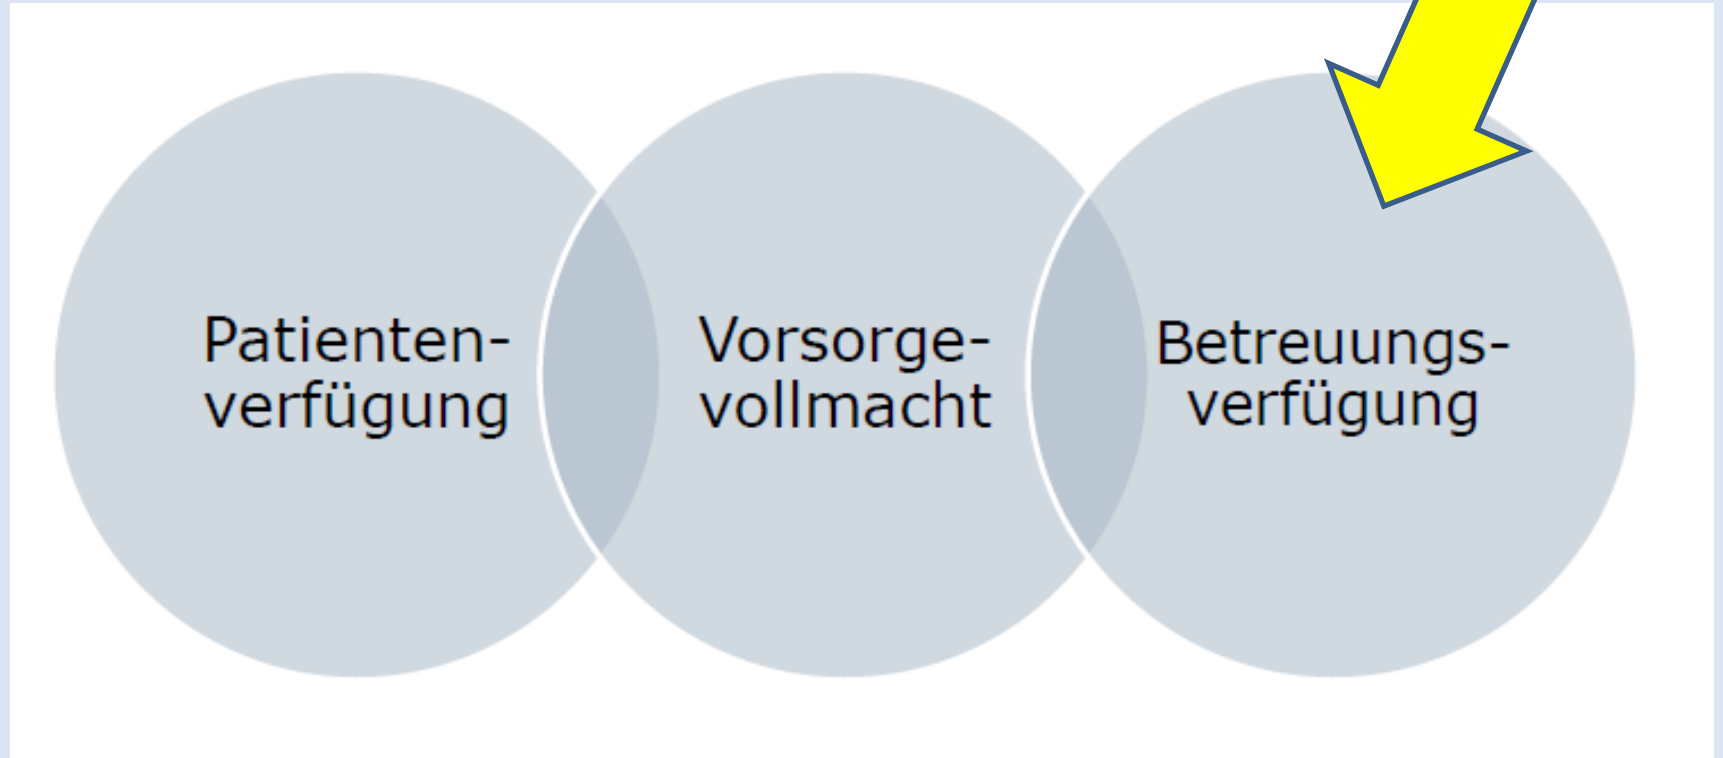 Patienten-
verfügung
Vorsorge-
vollmacht
Betreuungs-
verfügung